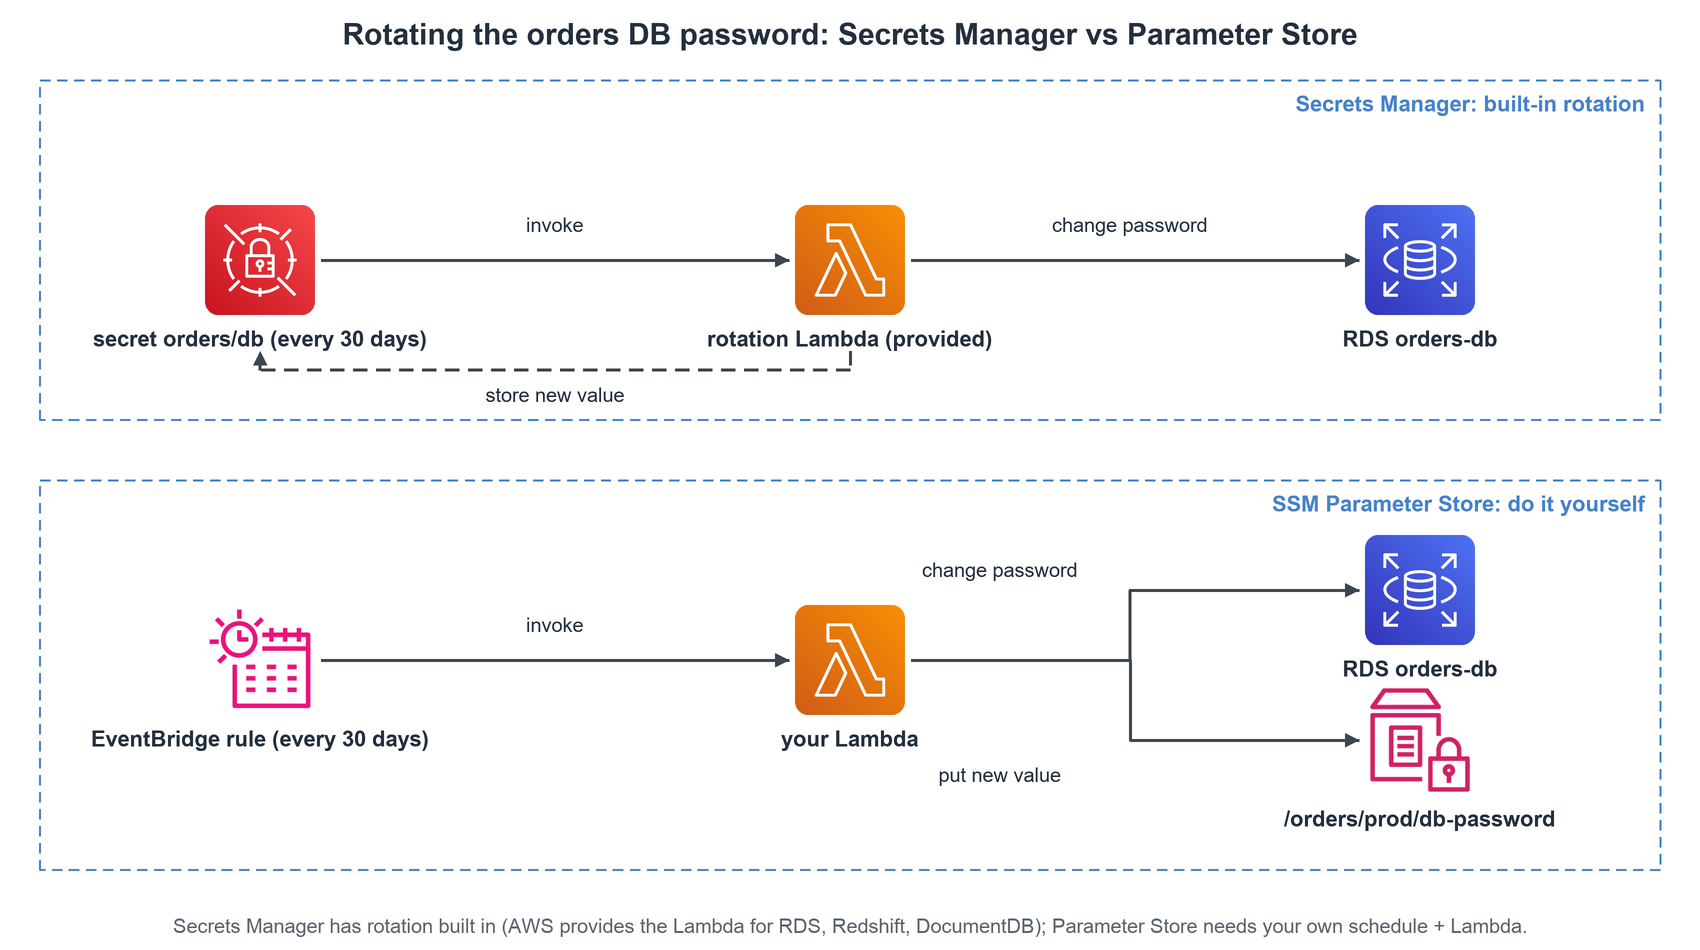 Rotating the orders DB password: Secrets Manager vs Parameter Store
Secrets Manager: built-in rotation
invoke
change password
secret orders/db (every 30 days)
rotation Lambda (provided)
RDS orders-db
store new value
SSM Parameter Store: do it yourself
change password
invoke
RDS orders-db
EventBridge rule (every 30 days)
your Lambda
put new value
/orders/prod/db-password
Secrets Manager has rotation built in (AWS provides the Lambda for RDS, Redshift, DocumentDB); Parameter Store needs your own schedule + Lambda.